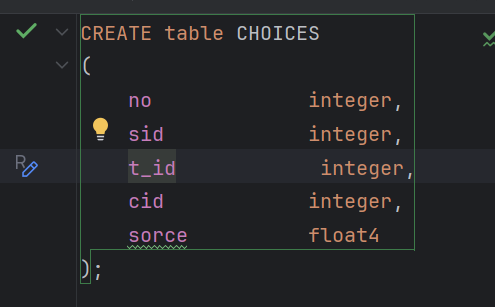 CREATE table CHOICES
(
no integer,
sid integer,
R t_id integer,
cid integer,
sorce float4
);